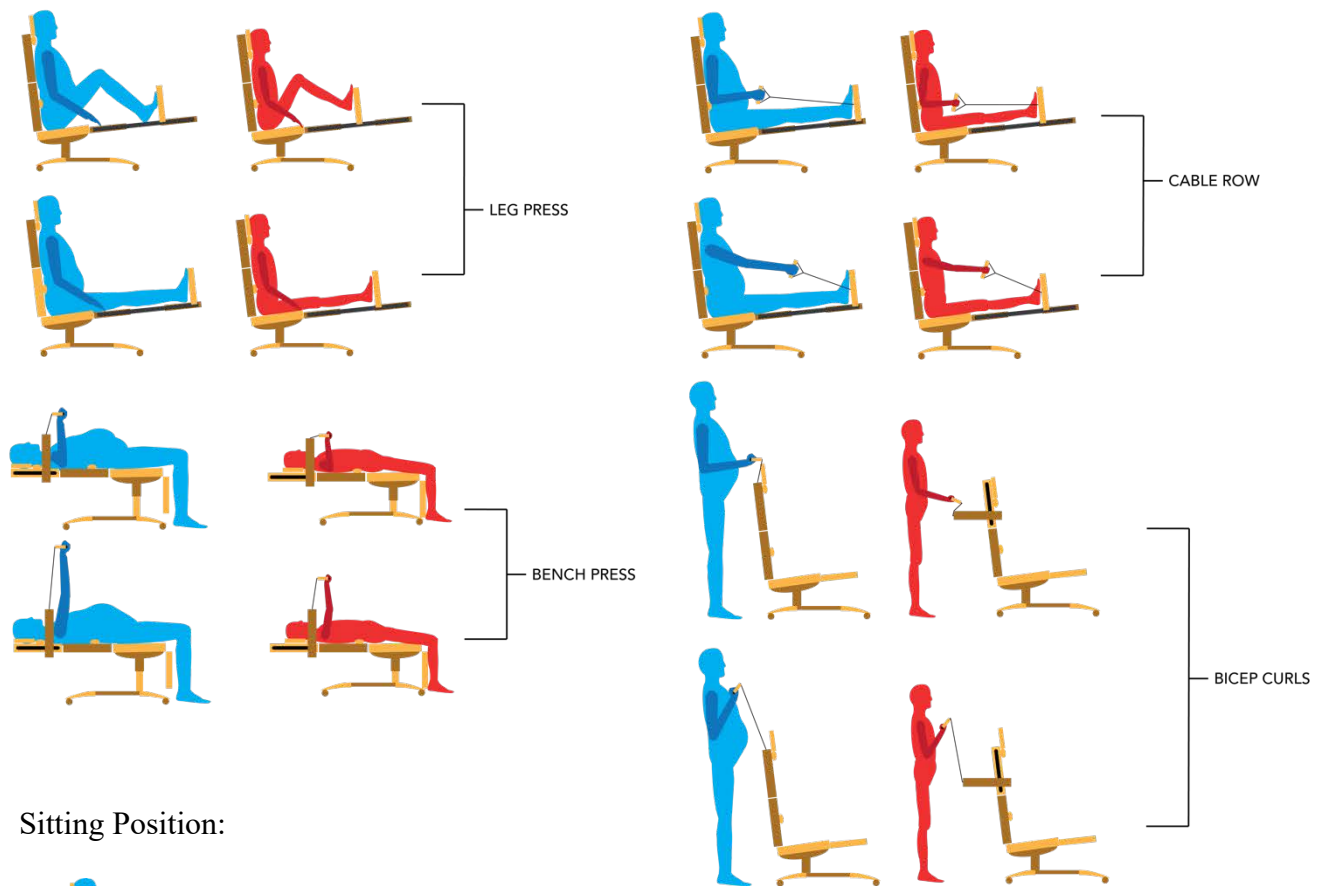 LEG PRESS
CABLE ROW
BENCH PRESS
BICEP CURLS
Sitting Position: